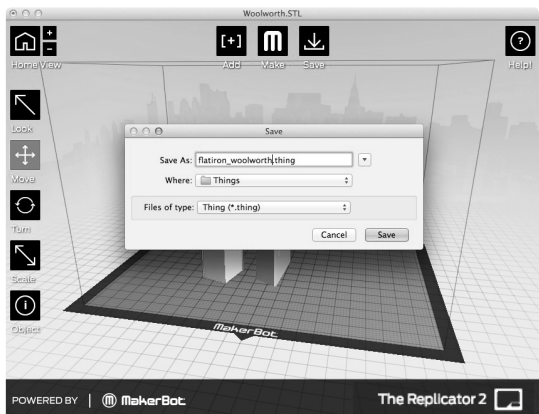 Woolworth.STL
+
[+]
?
Home View
-
Add
Make
Save
Help!
Look
Save
Save As: flatiron_woolworth.thing
Where: Things
Move
Files of type: Thing (*.thing)
Cancel
Save
Turn
Scale
i
Object
MakerBot
POWERED BY | MakerBot
The Replicator 2